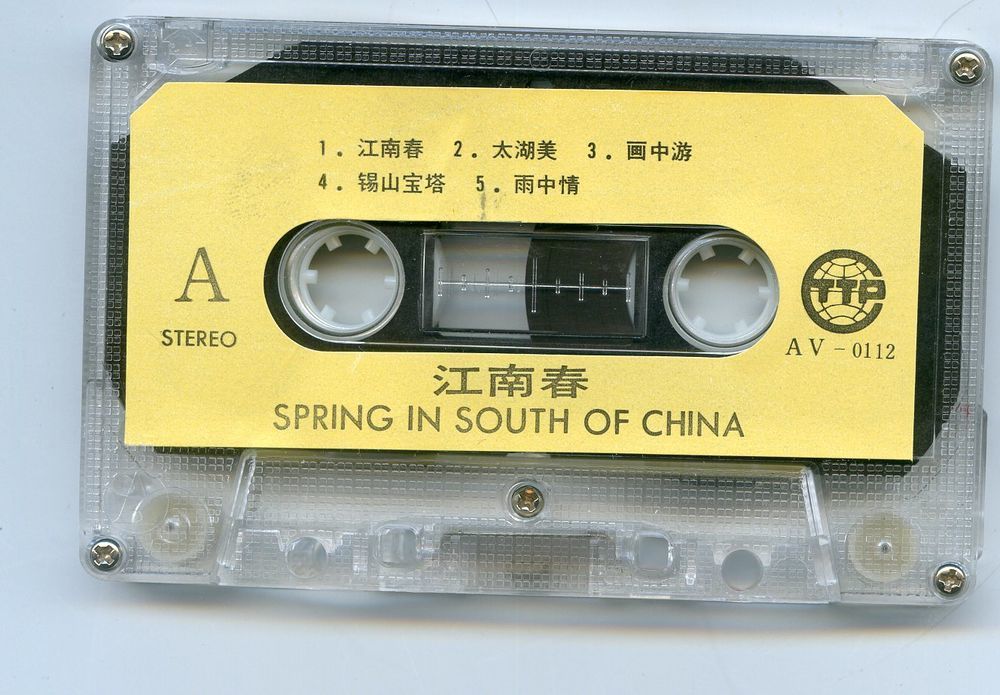 1．江南春 2．太湖美 3．画中游
4．锡山宝塔 5．雨中情
A
STEREO
TTP
AV-0112
江南春
SPRING IN SOUTH OF CHINA